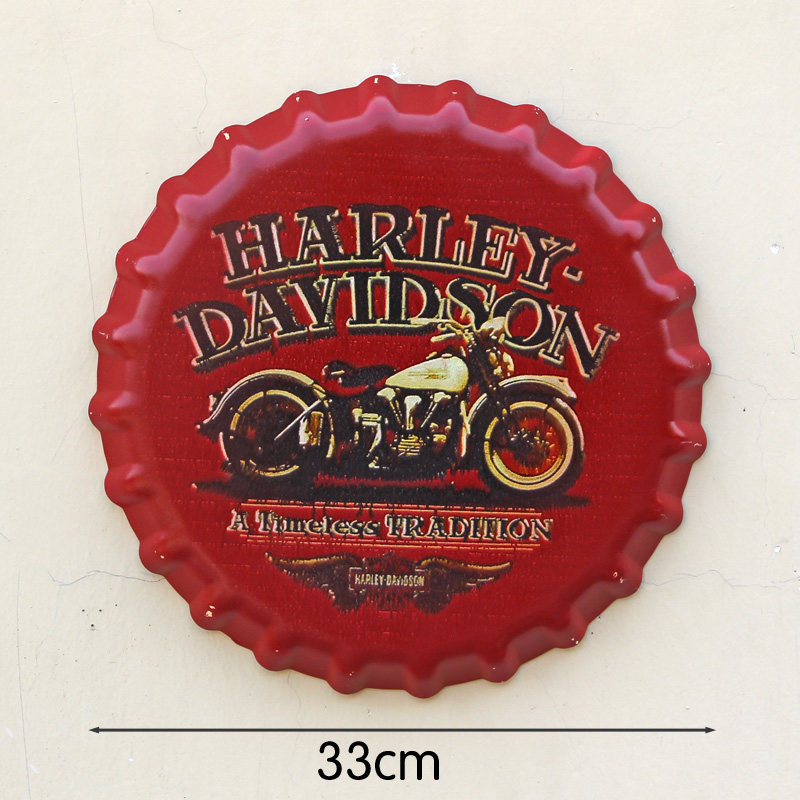 HARLEY-
DAVIDSON
A Timeless TRADITION
HARLEY-DAVIDSON
33cm